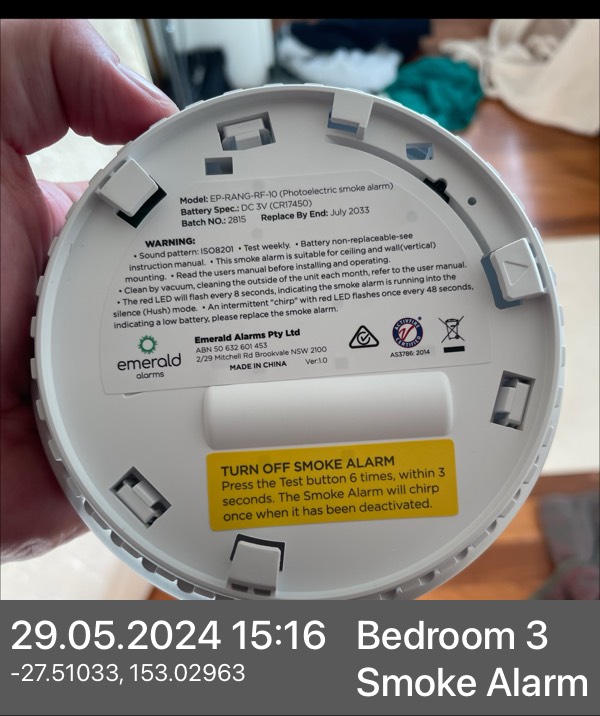 Model: EP-RANG-RF-10 (Photoelectric smoke alarm)
Battery Spec.: DC 3V (CR17450)
Batch NO.: 2815 Replace By End: July 2033
WARNING:
• Sound pattern: ISO8201 • Test weekly. • Battery non-replaceable-see
instruction manual. • This smoke alarm is suitable for ceiling and wall(vertical)
mounting. • Read the users manual before installing and operating.
• Clean by vacuum, cleaning the outside of the unit each month, refer to the user manual.
• The red LED will flash every 8 seconds, indicating the smoke alarm is running into the
silence (Hush) mode. • An intermittent "chirp" with red LED flashes once every 48 seconds,
indicating a low battery, please replace the smoke alarm.
emerald
alarms
Emerald Alarms Pty Ltd
ABN 50 632 601 453
2/29 Mitchell Rd Brookvale NSW 2100
MADE IN CHINA Ver:1.0
AS3786: 2014
TURN OFF SMOKE ALARM
Press the Test button 6 times, within 3
seconds. The Smoke Alarm will chirp
once when it has been deactivated.
29.05.2024 15:16
-27.51033, 153.02963
Bedroom 3
Smoke Alarm